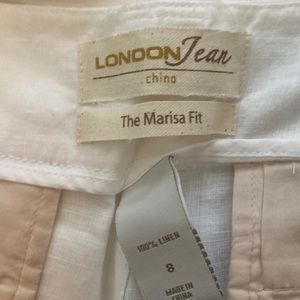 LONDON Jean
chino
The Marisa Fit
100% LINEN
8
MADE IN
CHINA